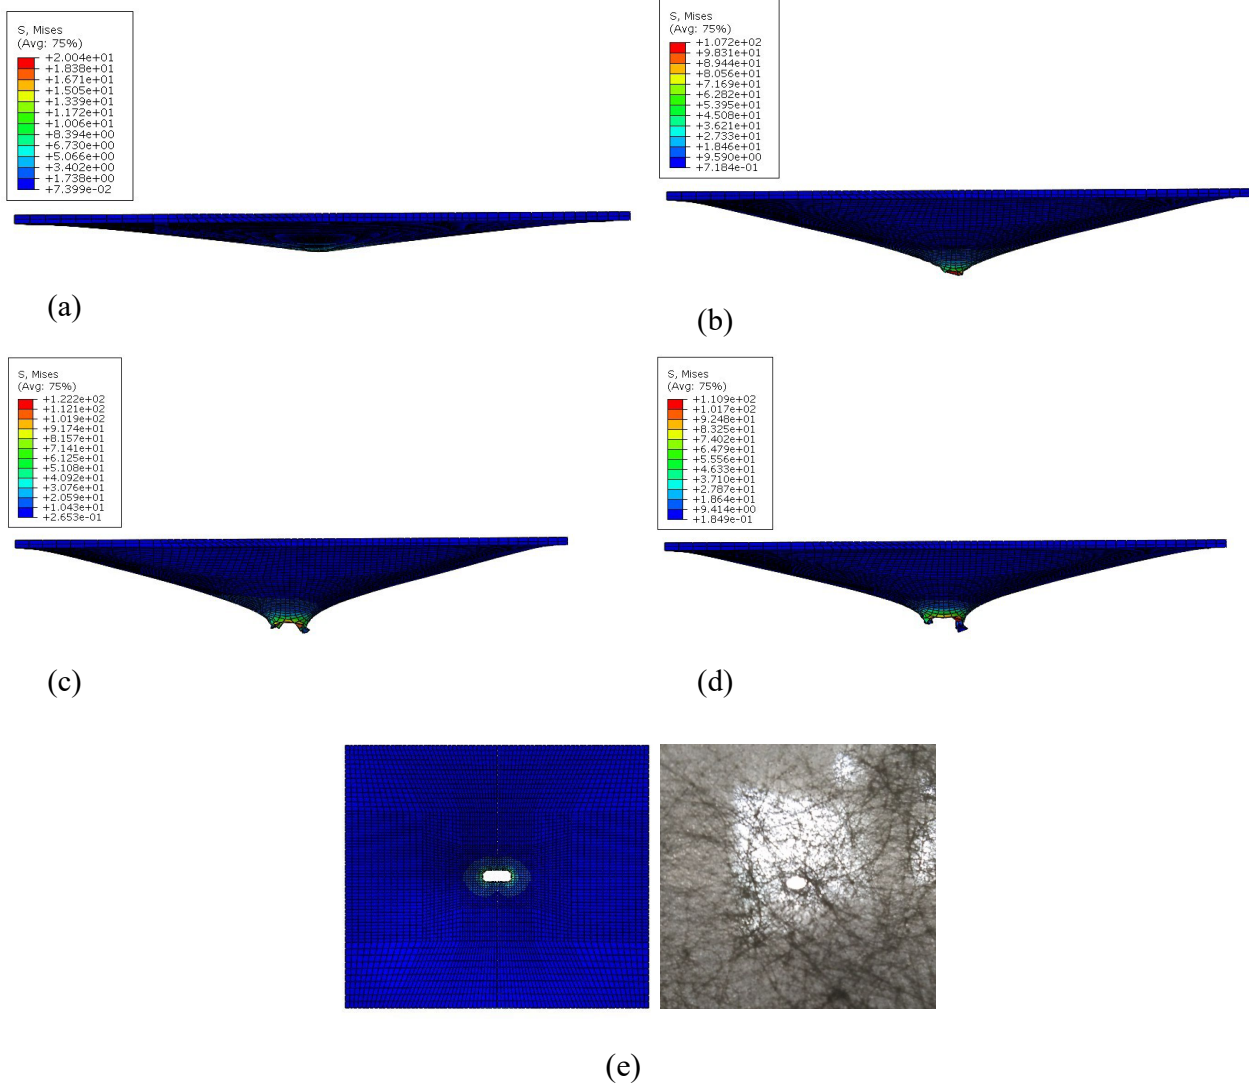 S, Mises
(Avg: 75%)
+2.004e+01
+1.838e+01
+1.671e+01
+1.505e+01
+1.339e+01
+1.172e+01
+1.006e+01
+8.394e+00
+6.730e+00
+5.066e+00
+3.402e+00
+1.738e+00
+7.399e-02
(a)
S, Mises
(Avg: 75%)
+1.072e+02
+9.831e+01
+8.944e+01
+8.056e+01
+7.169e+01
+6.282e+01
+5.395e+01
+4.508e+01
+3.621e+01
+2.733e+01
+1.846e+01
+9.590e+00
+7.184e-01
(b)
S, Mises
(Avg: 75%)
+1.222e+02
+1.121e+02
+1.019e+02
+9.174e+01
+8.157e+01
+7.141e+01
+6.125e+01
+5.108e+01
+4.092e+01
+3.076e+01
+2.059e+01
+1.043e+01
+2.653e-01
(c)
S, Mises
(Avg: 75%)
+1.109e+02
+1.017e+02
+9.248e+01
+8.325e+01
+7.402e+01
+6.479e+01
+5.556e+01
+4.633e+01
+3.710e+01
+2.787e+01
+1.864e+01
+9.414e+00
+1.849e-01
(d)
(e)